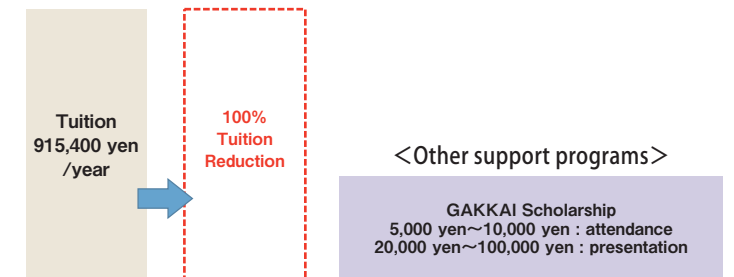 Tuition
915,400 yen
/year
100%
Tuition
Reduction
＜Other support programs＞
GAKKAI Scholarship
5,000 yen～10,000 yen : attendance
20,000 yen～100,000 yen : presentation